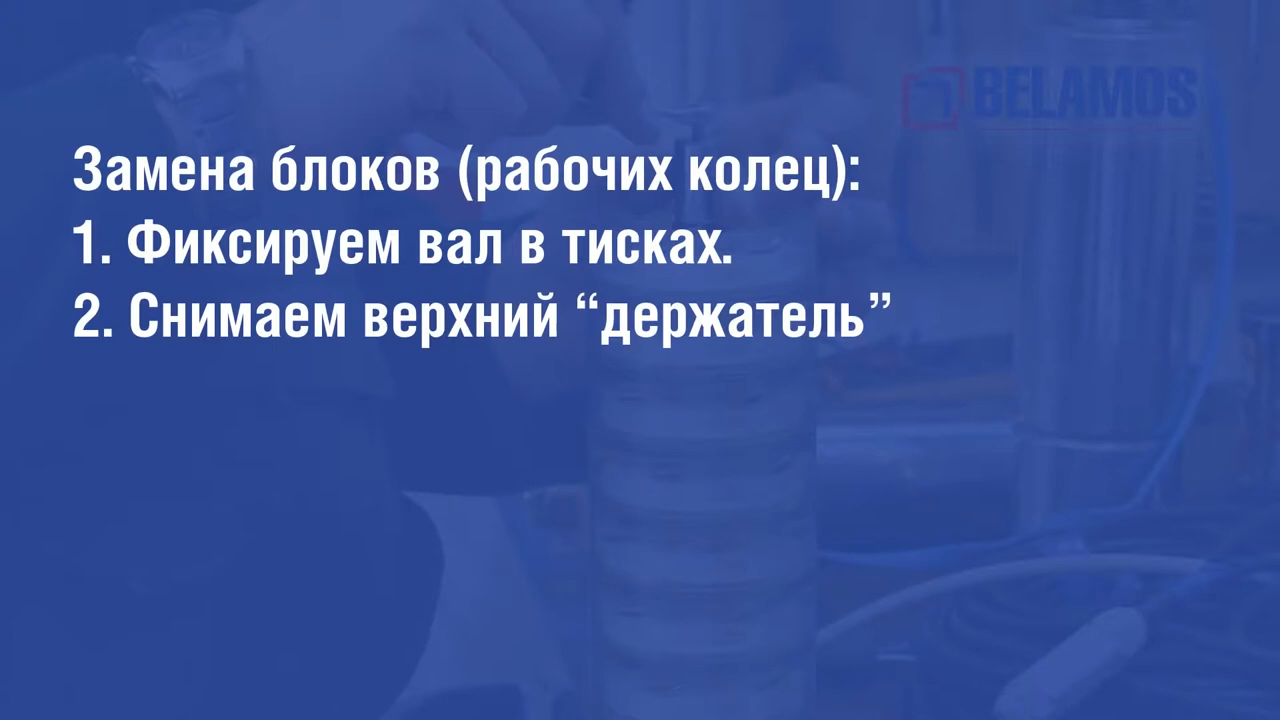 BELAMOS
Замена блоков (рабочих колец):
1. Фиксируем вал в тисках.
2. Снимаем верхний “держатель”